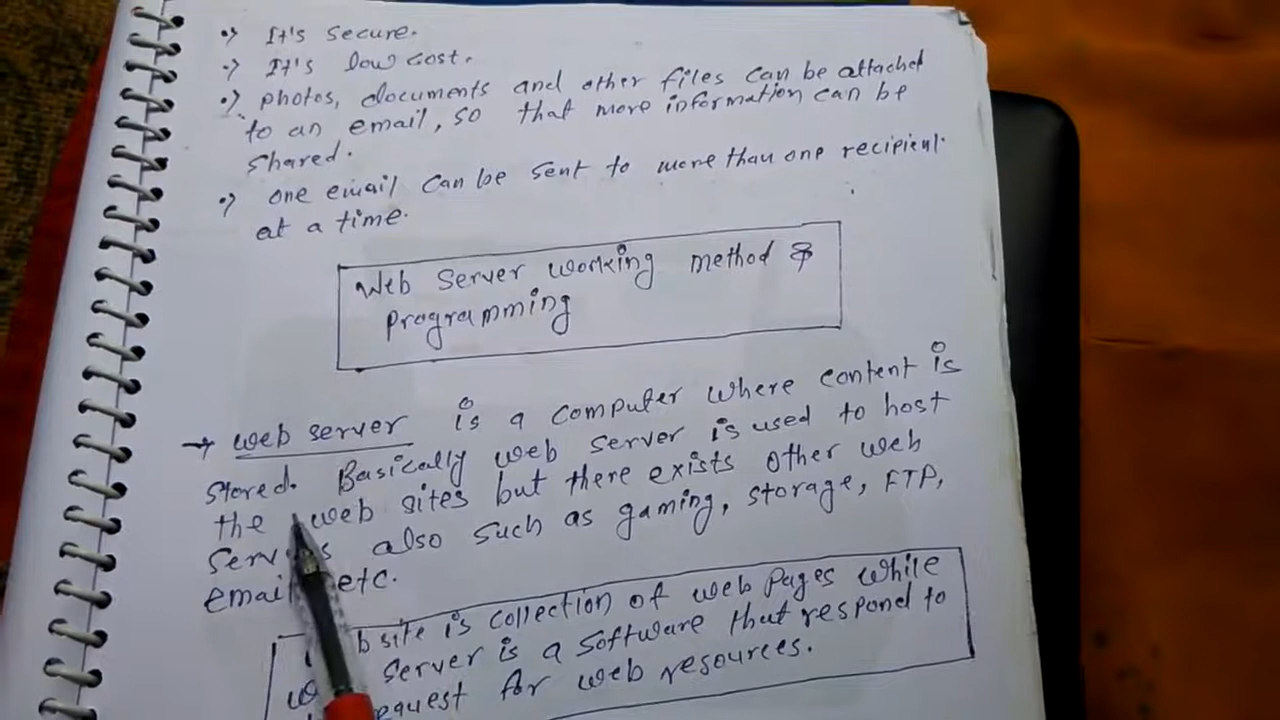 •⟩ It's secure.
•⟩ It's low cost.
•⟩ photos, documents and other files can be attached
to an email, so that more information can be
shared.
•⟩ one email can be sent to more than one recipient
at a time.
Web server working method &
programming
→ web server is a computer where content is
stored. Basically web server is used to host
the web sites but there exists other web
servers also such as gaming, storage, FTP,
email etc.
site is collection of web pages while
server is a software that respond to
request for web resources.